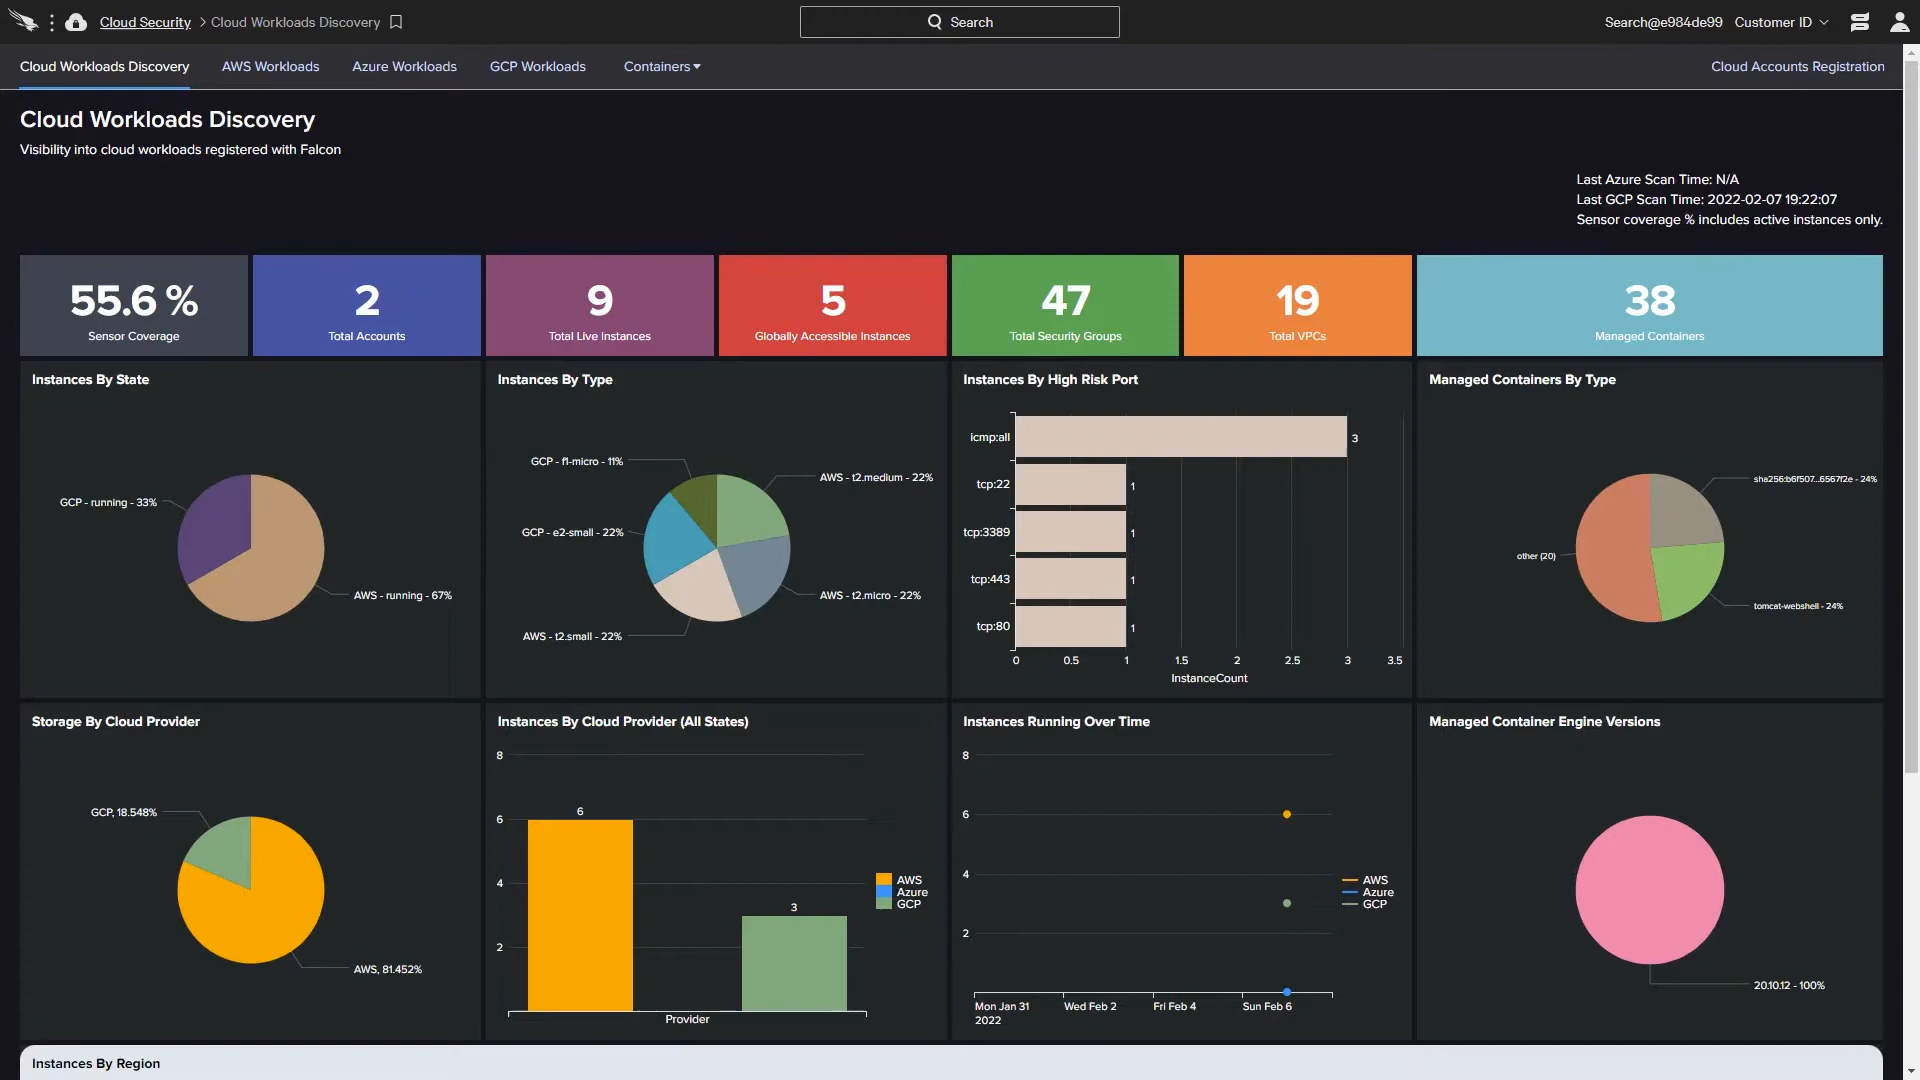 Cloud Security > Cloud Workloads Discovery
Search
Search@e984de99 Customer ID
Cloud Workloads Discovery AWS Workloads Azure Workloads GCP Workloads Containers Cloud Accounts Registration
Cloud Workloads Discovery
Visibility into cloud workloads registered with Falcon
Last Azure Scan Time: N/A
Last GCP Scan Time: 2022-02-07 19:22:07
Sensor coverage % includes active instances only.
55.6 %
Sensor Coverage
2
Total Accounts
9
Total Live Instances
5
Globally Accessible Instances
47
Total Security Groups
19
Total VPCs
38
Managed Containers
Instances By State
GCP - running - 33%
AWS - running - 67%
Instances By Type
GCP - f1-micro - 11%
AWS - t2.medium - 22%
GCP - e2-small - 22%
AWS - t2.micro - 22%
AWS - t2.small - 22%
Instances By High Risk Port
icmp:all 3
tcp:22 1
tcp:3389 1
tcp:443 1
tcp:80 1
0 0.5 1 1.5 2 2.5 3 3.5
InstanceCount
Managed Containers By Type
sha256:b6f507...6567f2e - 24%
other (20)
tomcat-webshell - 24%
Storage By Cloud Provider
GCP, 18.548%
AWS, 81.452%
Instances By Cloud Provider (All States)
8
6
6
4
3
2
AWS
Azure
GCP
Provider
Instances Running Over Time
8
6
4
2
AWS
Azure
GCP
Mon Jan 31 Wed Feb 2 Fri Feb 4 Sun Feb 6
2022
Managed Container Engine Versions
20.10.12 - 100%
Instances By Region